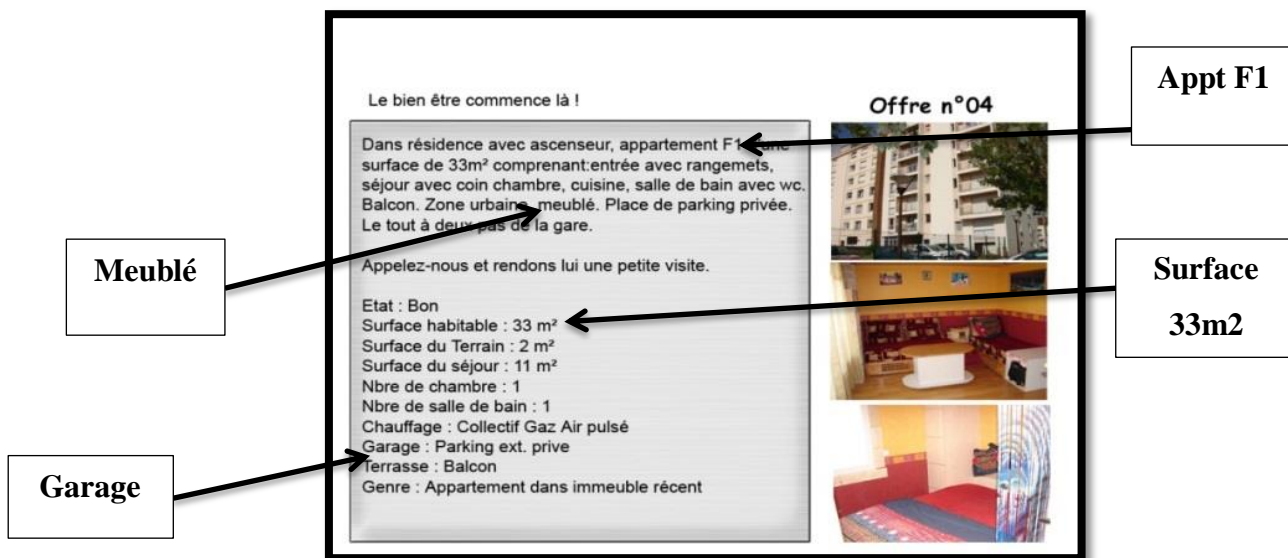 Le bien être commence là !
Offre n°04
Dans résidence avec ascenseur, appartement F1
surface de 33m² comprenant:entrée avec rangemets,
séjour avec coin chambre, cuisine, salle de bain avec wc.
Balcon. Zone urbaine, meublé. Place de parking privée.
Le tout à deux pas de la gare.
Appelez-nous et rendons lui une petite visite.
Etat : Bon
Surface habitable : 33 m²
Surface du Terrain : 2 m²
Surface du séjour : 11 m²
Nbre de chambre : 1
Nbre de salle de bain : 1
Chauffage : Collectif Gaz Air pulsé
Garage : Parking ext. prive
Terrasse : Balcon
Genre : Appartement dans immeuble récent
Appt F1
Meublé
Surface
33m2
Garage